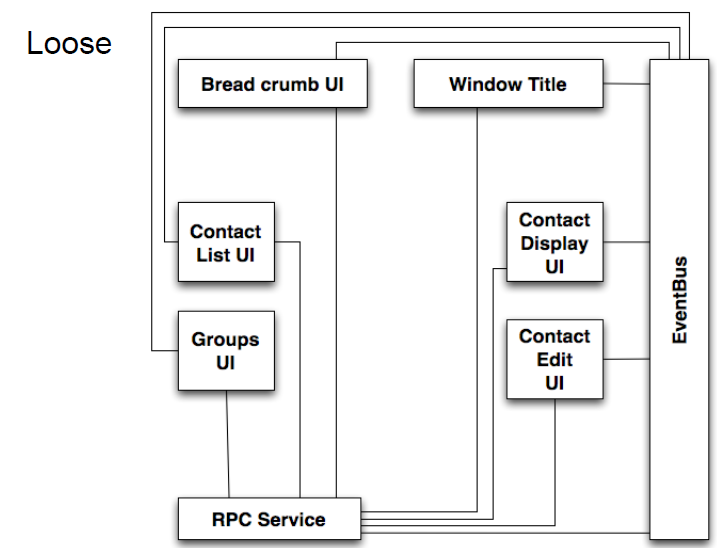 Loose
Bread crumb UI
Window Title
Contact
List UI
Contact
Display
UI
EventBus
Groups
UI
Contact
Edit
UI
RPC Service